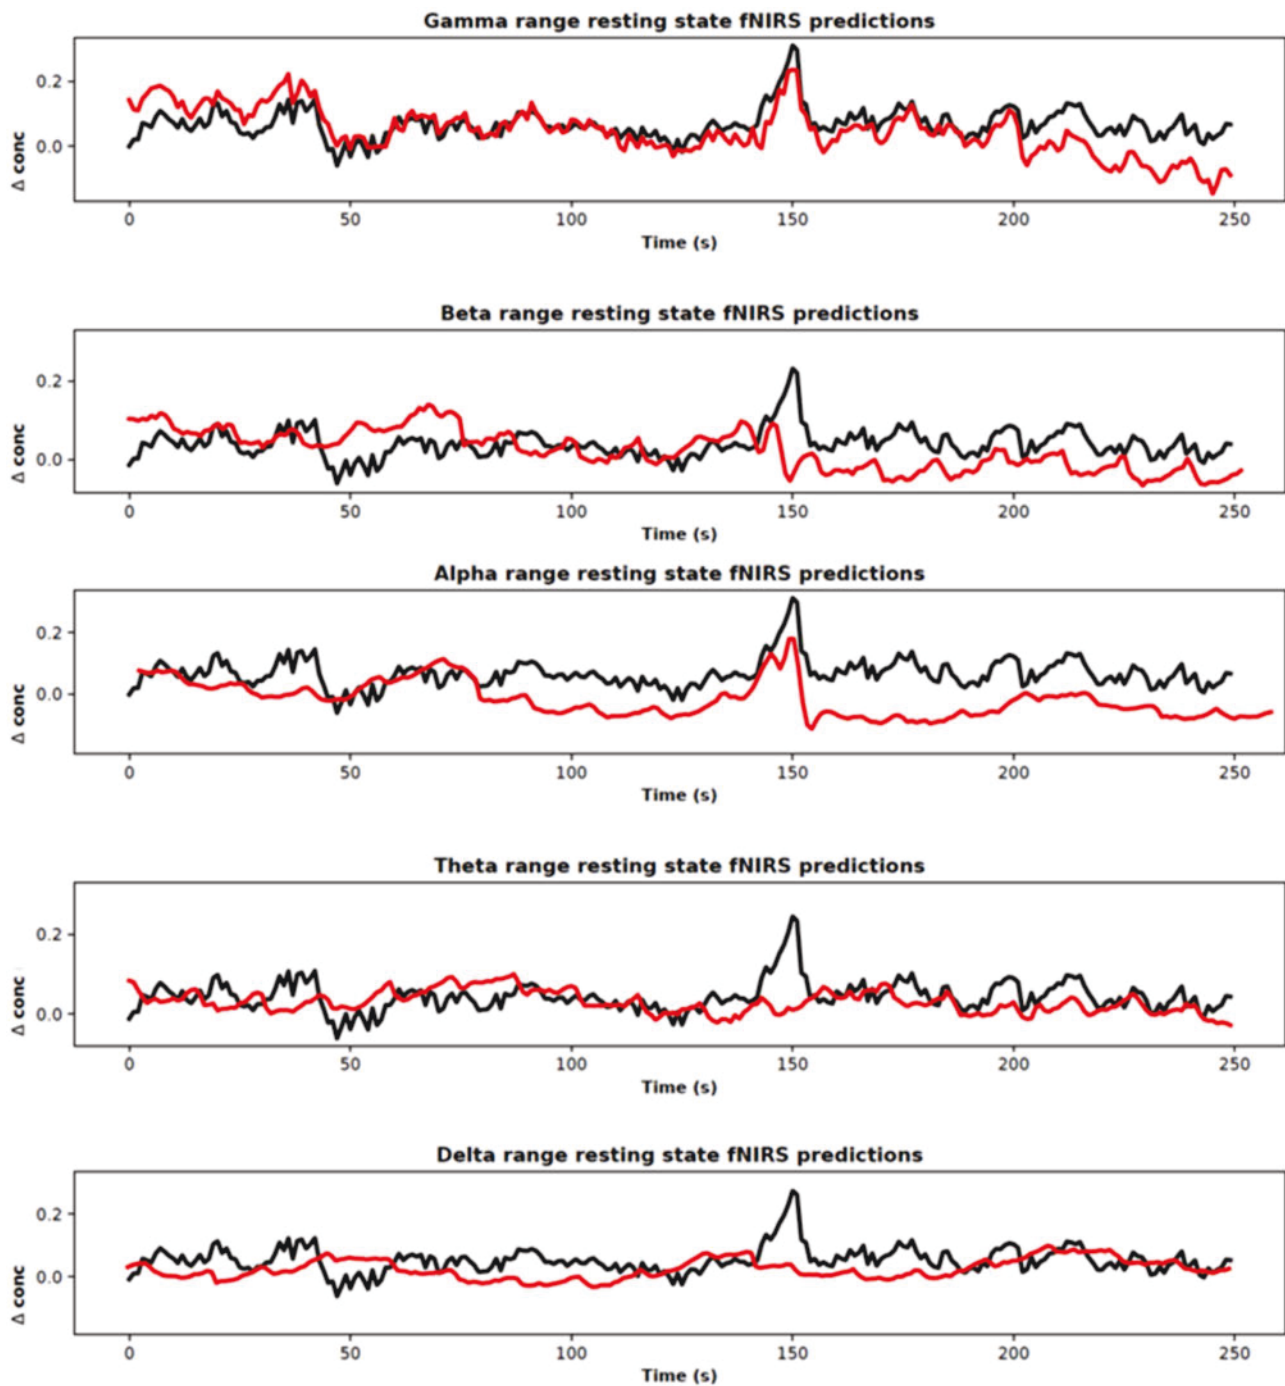 Gamma range resting state fNIRS predictions
0.2
0.0
Δ conc
0 50 100 150 200 250
Time (s)
Beta range resting state fNIRS predictions
0.2
0.0
Δ conc
0 50 100 150 200 250
Time (s)
Alpha range resting state fNIRS predictions
0.2
0.0
Δ conc
0 50 100 150 200 250
Time (s)
Theta range resting state fNIRS predictions
0.2
0.0
Δ conc
0 50 100 150 200 250
Time (s)
Delta range resting state fNIRS predictions
0.2
0.0
Δ conc
0 50 100 150 200 250
Time (s)